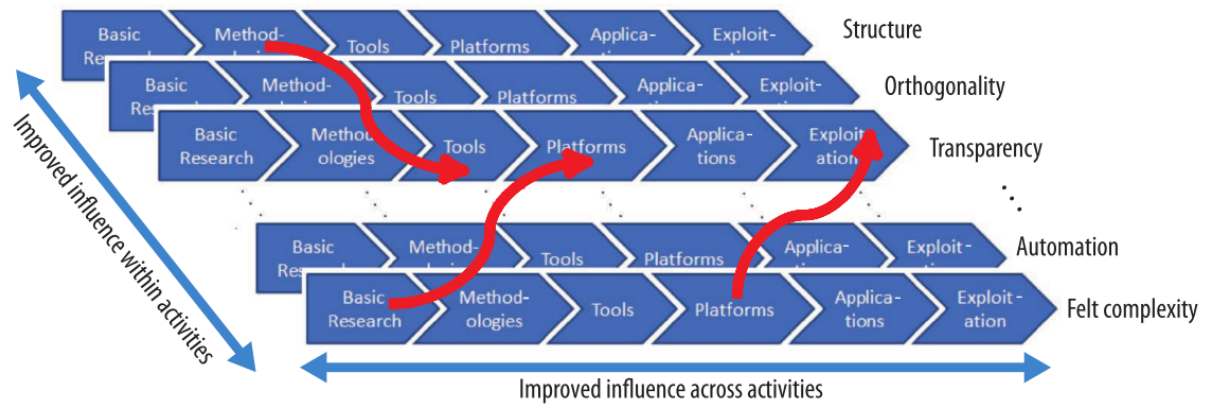 Basic
Method-
Tools
Platforms
Applica-
Exploit-
Structure
Basic
Method-
Tools
Platforms
Applica-
Exploit-
Orthogonality
Basic
Research
Method-
ologies
Tools
Platforms
Applica-
tions
Exploit-
ation
Transparency
Basic
Method-
Tools
Platforms
Applica-
Exploit-
Automation
Basic
Research
Method-
ologies
Tools
Platforms
Applica-
tions
Exploit-
ation
Felt complexity
Improved influence within activities
Improved influence across activities